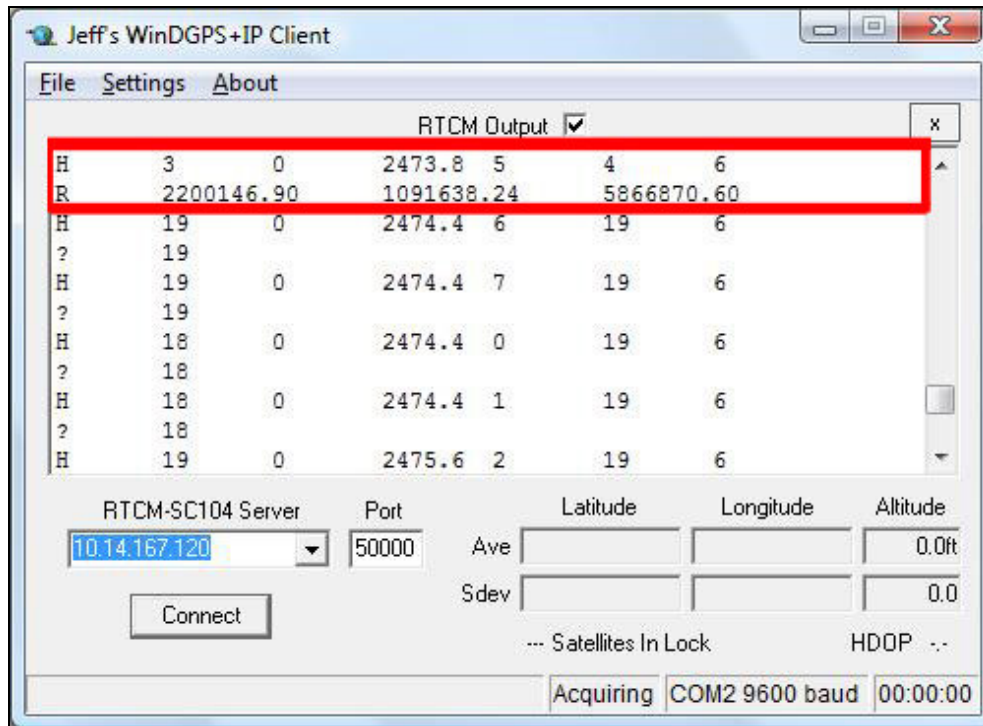 Jeff's WinDGPS+IP Client
File Settings About
RTCM Output x
H 3 0 2473.8 5 4 6
R 2200146.90 1091638.24 5866870.60
H 19 0 2474.4 6 19 6
? 19
H 19 0 2474.4 7 19 6
? 19
H 18 0 2474.4 0 19 6
? 18
H 18 0 2474.4 1 19 6
? 18
H 19 0 2475.6 2 19 6
RTCM-SC104 Server Port Latitude Longitude Altitude
10.14.167.120 50000 Ave 0.0ft
Sdev 0.0
Connect
--- Satellites In Lock HDOP -.-
Acquiring COM2 9600 baud 00:00:00